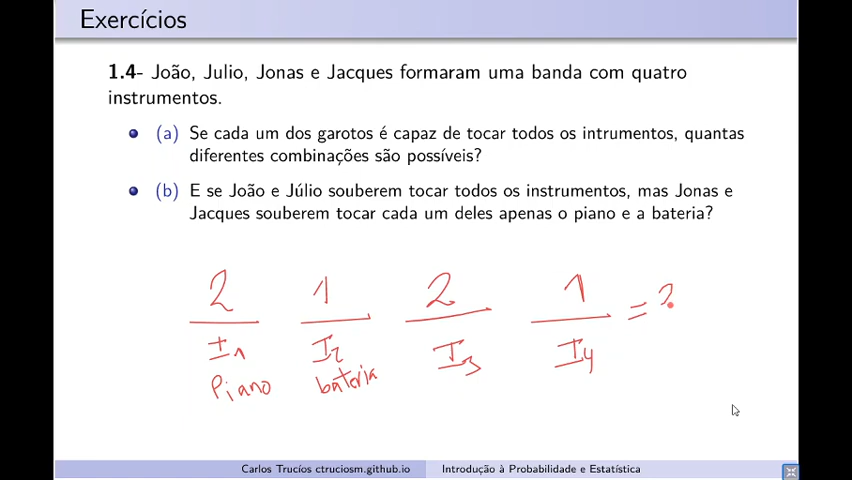 Exercícios
1.4- João, Julio, Jonas e Jacques formaram uma banda com quatro
instrumentos.
(a) Se cada um dos garotos é capaz de tocar todos os intrumentos, quantas
diferentes combinações são possíveis?
(b) E se João e Júlio souberem tocar todos os instrumentos, mas Jonas e
Jacques souberem tocar cada um deles apenas o piano e a bateria?
2 1 2 1 = ?
I1 I2 I3 I4
Piano bateria
Carlos Trucíos ctruciosm.github.io Introdução à Probabilidade e Estatística